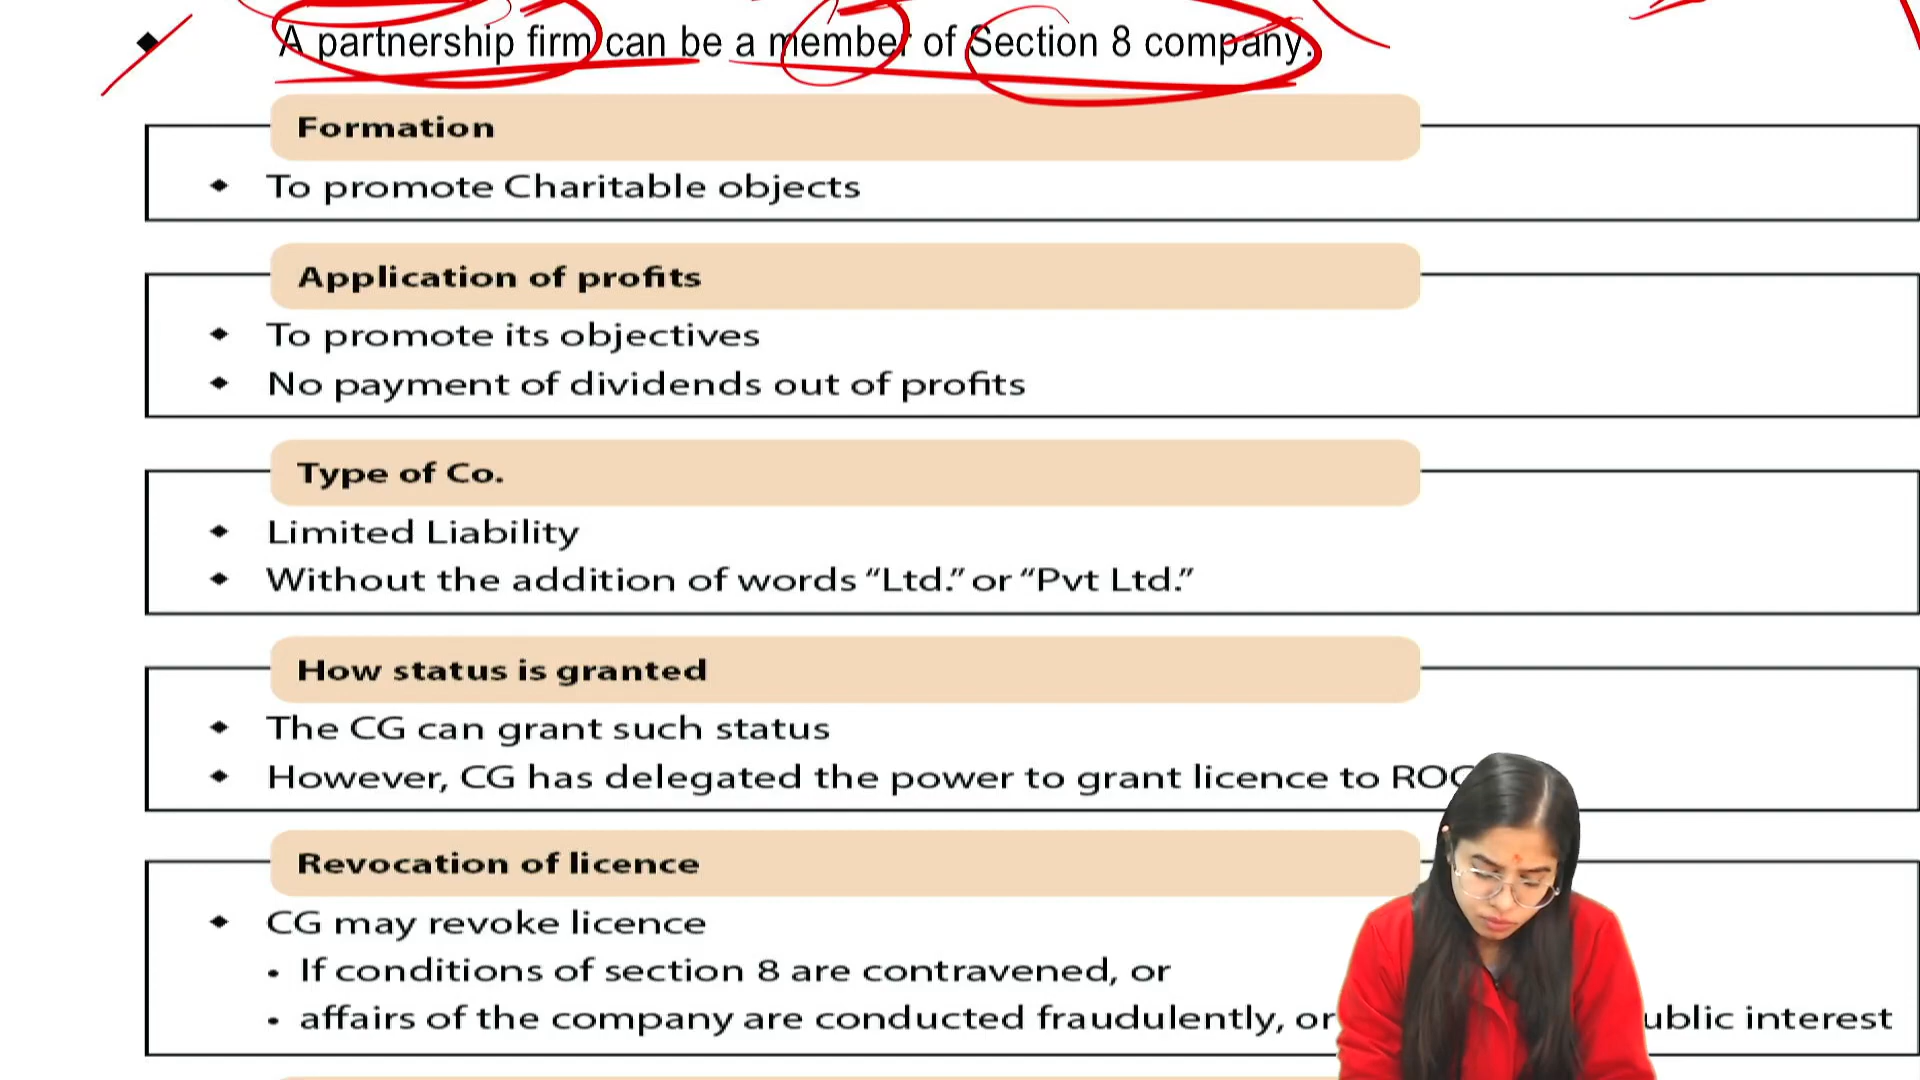 A partnership firm can be a member of Section 8 company.
Formation
To promote Charitable objects
Application of profits
To promote its objectives
No payment of dividends out of profits
Type of Co.
Limited Liability
Without the addition of words “Ltd.” or “Pvt Ltd.”
How status is granted
The CG can grant such status
However, CG has delegated the power to grant licence to ROC
Revocation of licence
CG may revoke licence
• If conditions of section 8 are contravened, or
• affairs of the company are conducted fraudulently, or ublic interest